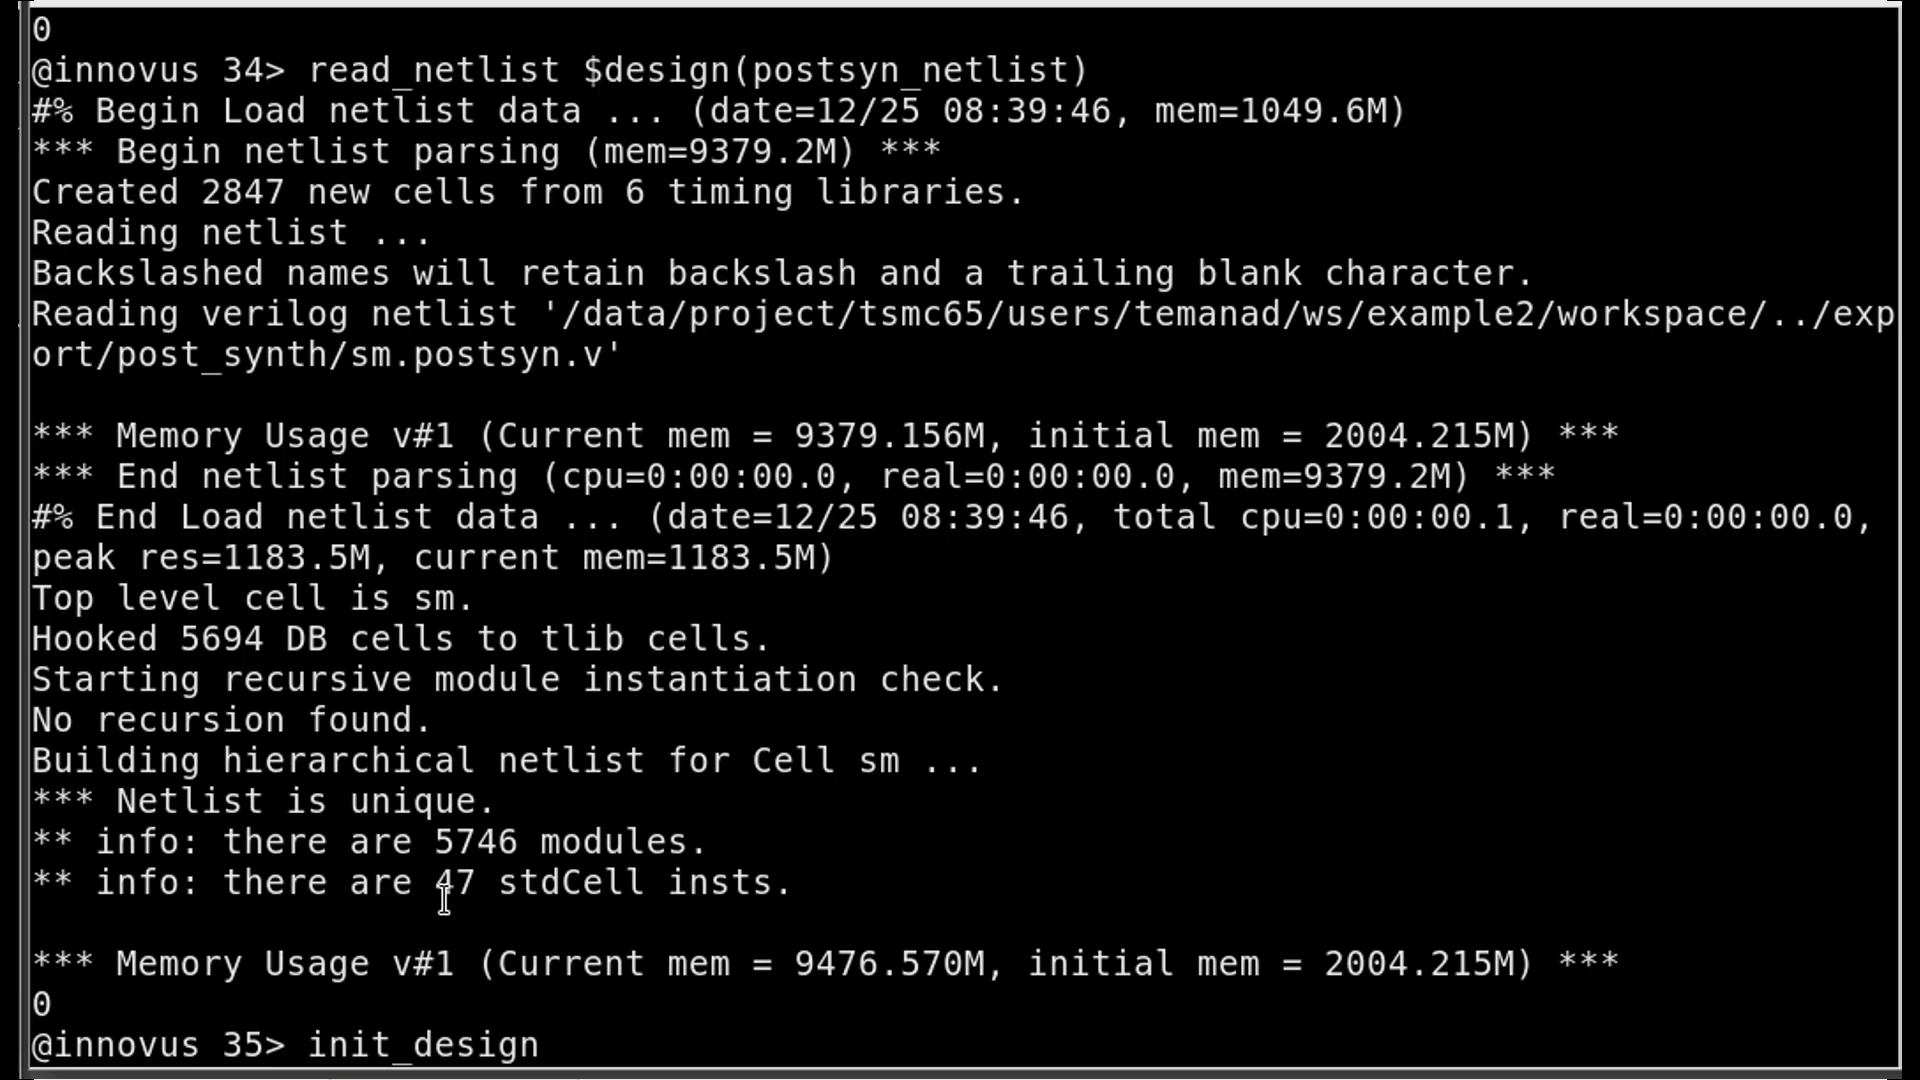 0
@innovus 34> read_netlist $design(postsyn_netlist)
#% Begin Load netlist data ... (date=12/25 08:39:46, mem=1049.6M)
*** Begin netlist parsing (mem=9379.2M) ***
Created 2847 new cells from 6 timing libraries.
Reading netlist ...
Backslashed names will retain backslash and a trailing blank character.
Reading verilog netlist '/data/project/tsmc65/users/temanad/ws/example2/workspace/../exp
ort/post_synth/sm.postsyn.v'
*** Memory Usage v#1 (Current mem = 9379.156M, initial mem = 2004.215M) ***
*** End netlist parsing (cpu=0:00:00.0, real=0:00:00.0, mem=9379.2M) ***
#% End Load netlist data ... (date=12/25 08:39:46, total cpu=0:00:00.1, real=0:00:00.0,
peak res=1183.5M, current mem=1183.5M)
Top level cell is sm.
Hooked 5694 DB cells to tlib cells.
Starting recursive module instantiation check.
No recursion found.
Building hierarchical netlist for Cell sm ...
*** Netlist is unique.
** info: there are 5746 modules.
** info: there are 47 stdCell insts.
*** Memory Usage v#1 (Current mem = 9476.570M, initial mem = 2004.215M) ***
0
@innovus 35> init_design